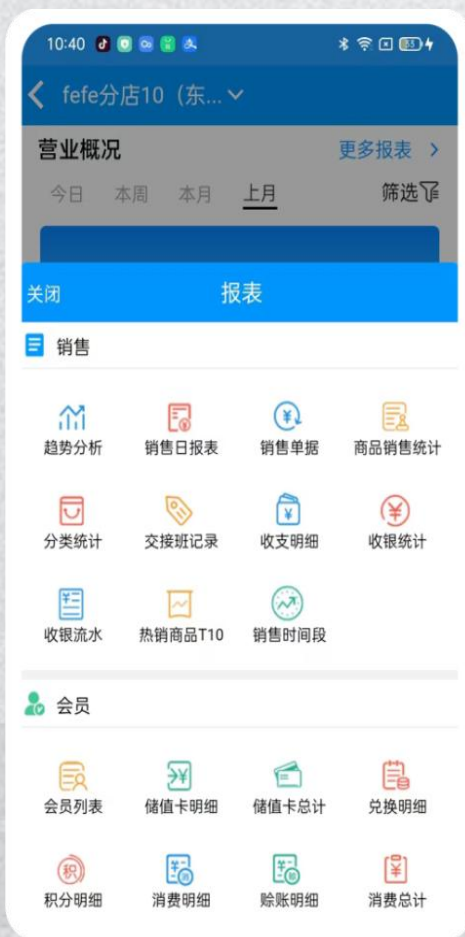 10:40
fefe分店10（东...
营业概况 更多报表
今日 本周 本月 上月 筛选
关闭 报表
销售
趋势分析 销售日报表 销售单据 商品销售统计
分类统计 交接班记录 收支明细 收银统计
收银流水 热销商品T10 销售时间段
会员
会员列表 储值卡明细 储值卡总计 兑换明细
积分明细 消费明细 赊账明细 消费总计